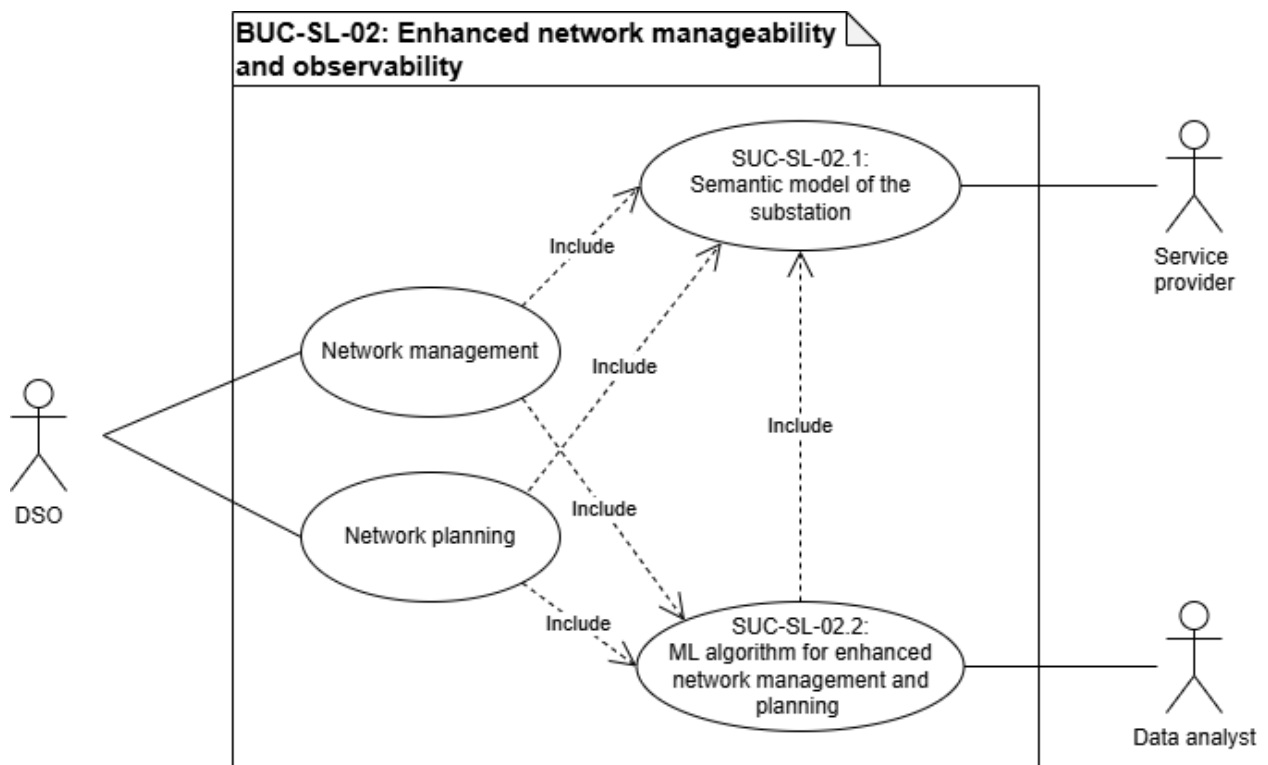 BUC-SL-02: Enhanced network manageability
and observability
SUC-SL-02.1:
Semantic model of the
substation
Service
provider
Include
Network management
Include
Include
DSO
Include
Network planning
Include
SUC-SL-02.2:
ML algorithm for enhanced
network management and
planning
Data analyst